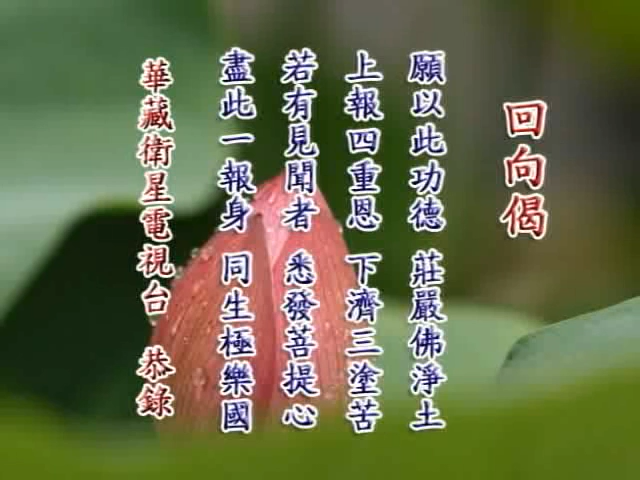 回向偈
願以此功德 莊嚴佛淨土
上報四重恩 下濟三塗苦
若有見聞者 悉發菩提心
盡此一報身 同生極樂國
華藏衛星電視台 恭錄